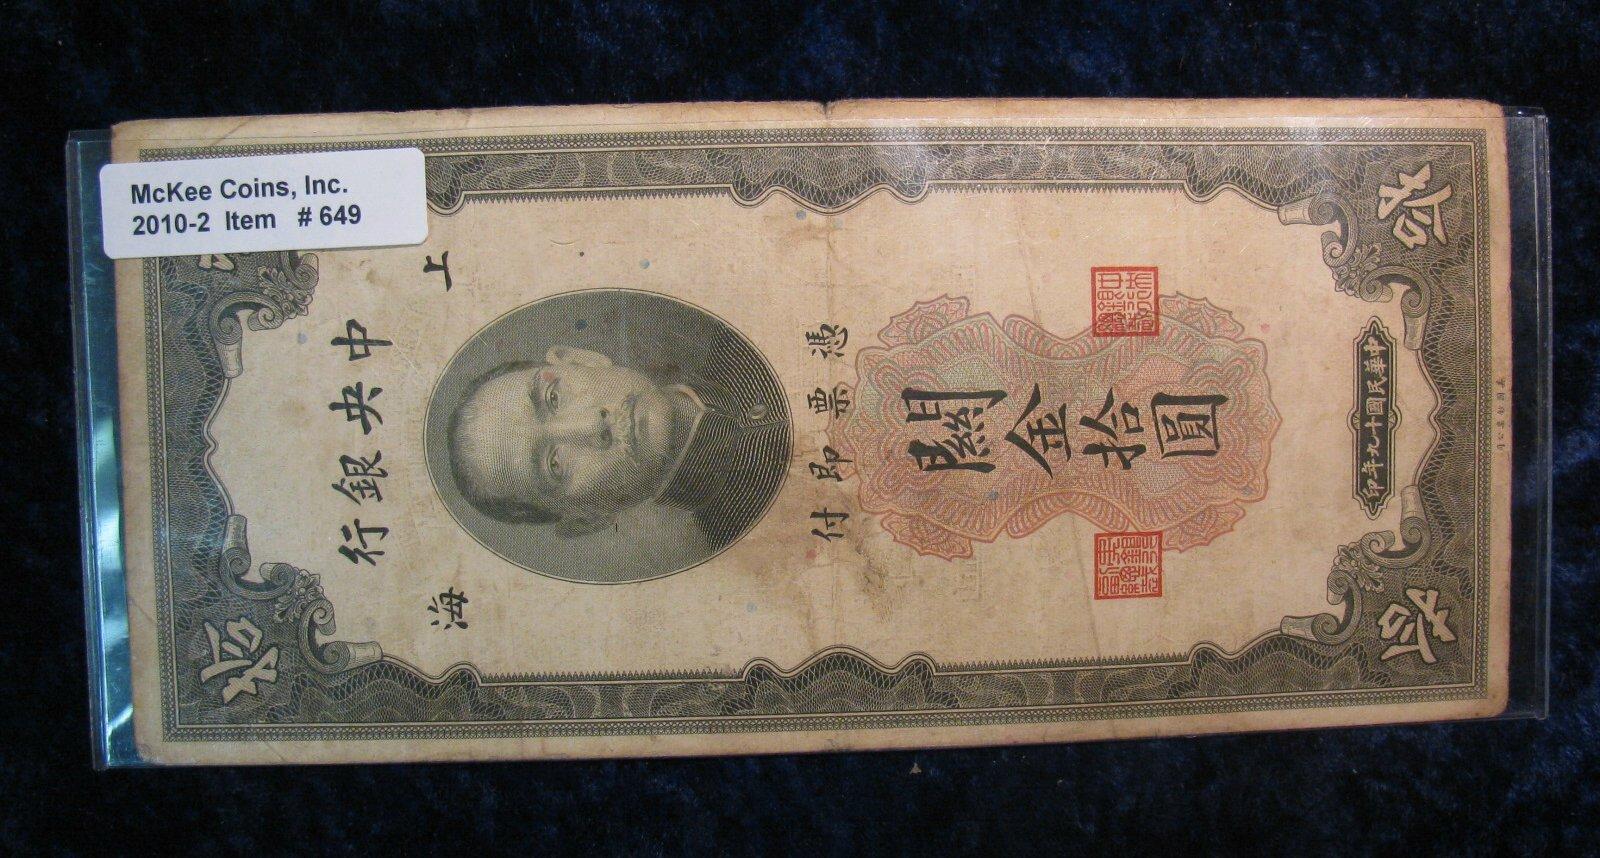 McKee Coins, Inc.
2010-2 Item # 649
中央銀行
上
海
憑票即付
關金拾圓
中華民國十九年印
拾
拾
拾